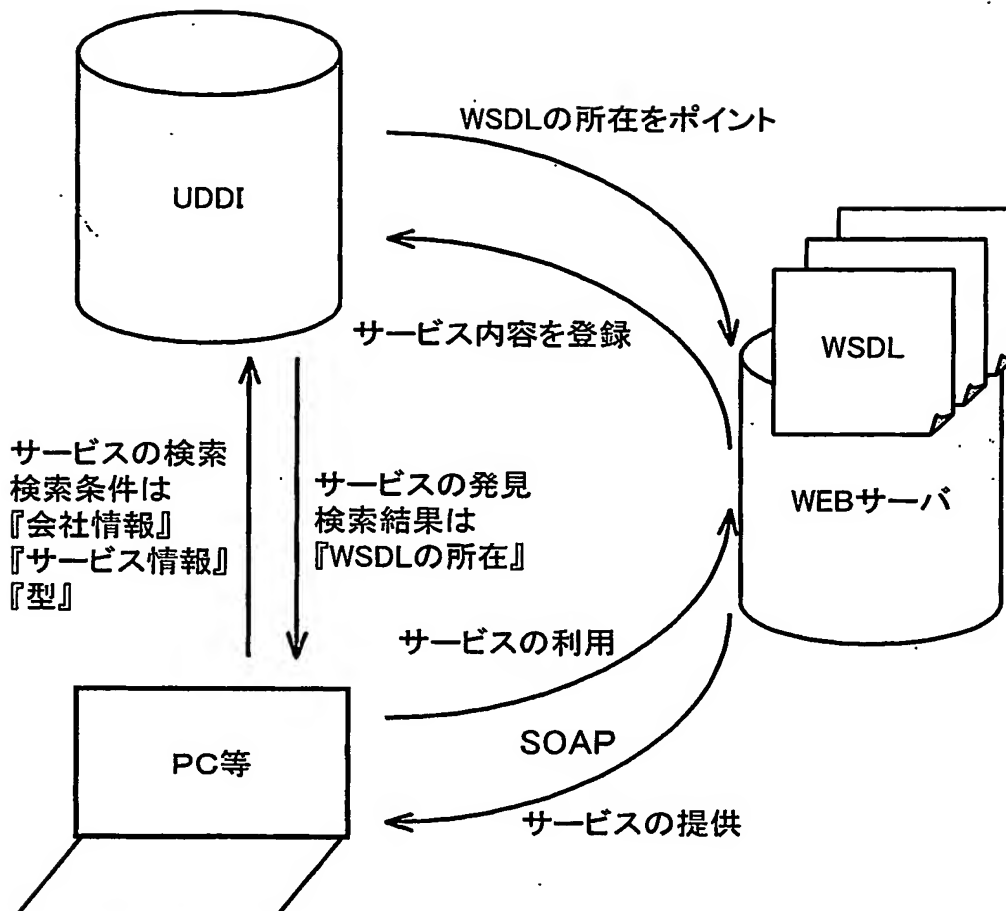 WSDLの所在をポイント
UDDI
サービス内容を登録
WSDL
サービスの検索
検索条件は
『会社情報』
『サービス情報』
『型』
サービスの発見
検索結果は
『WSDLの所在』
WEBサーバ
サービスの利用
SOAP
PC等
サービスの提供